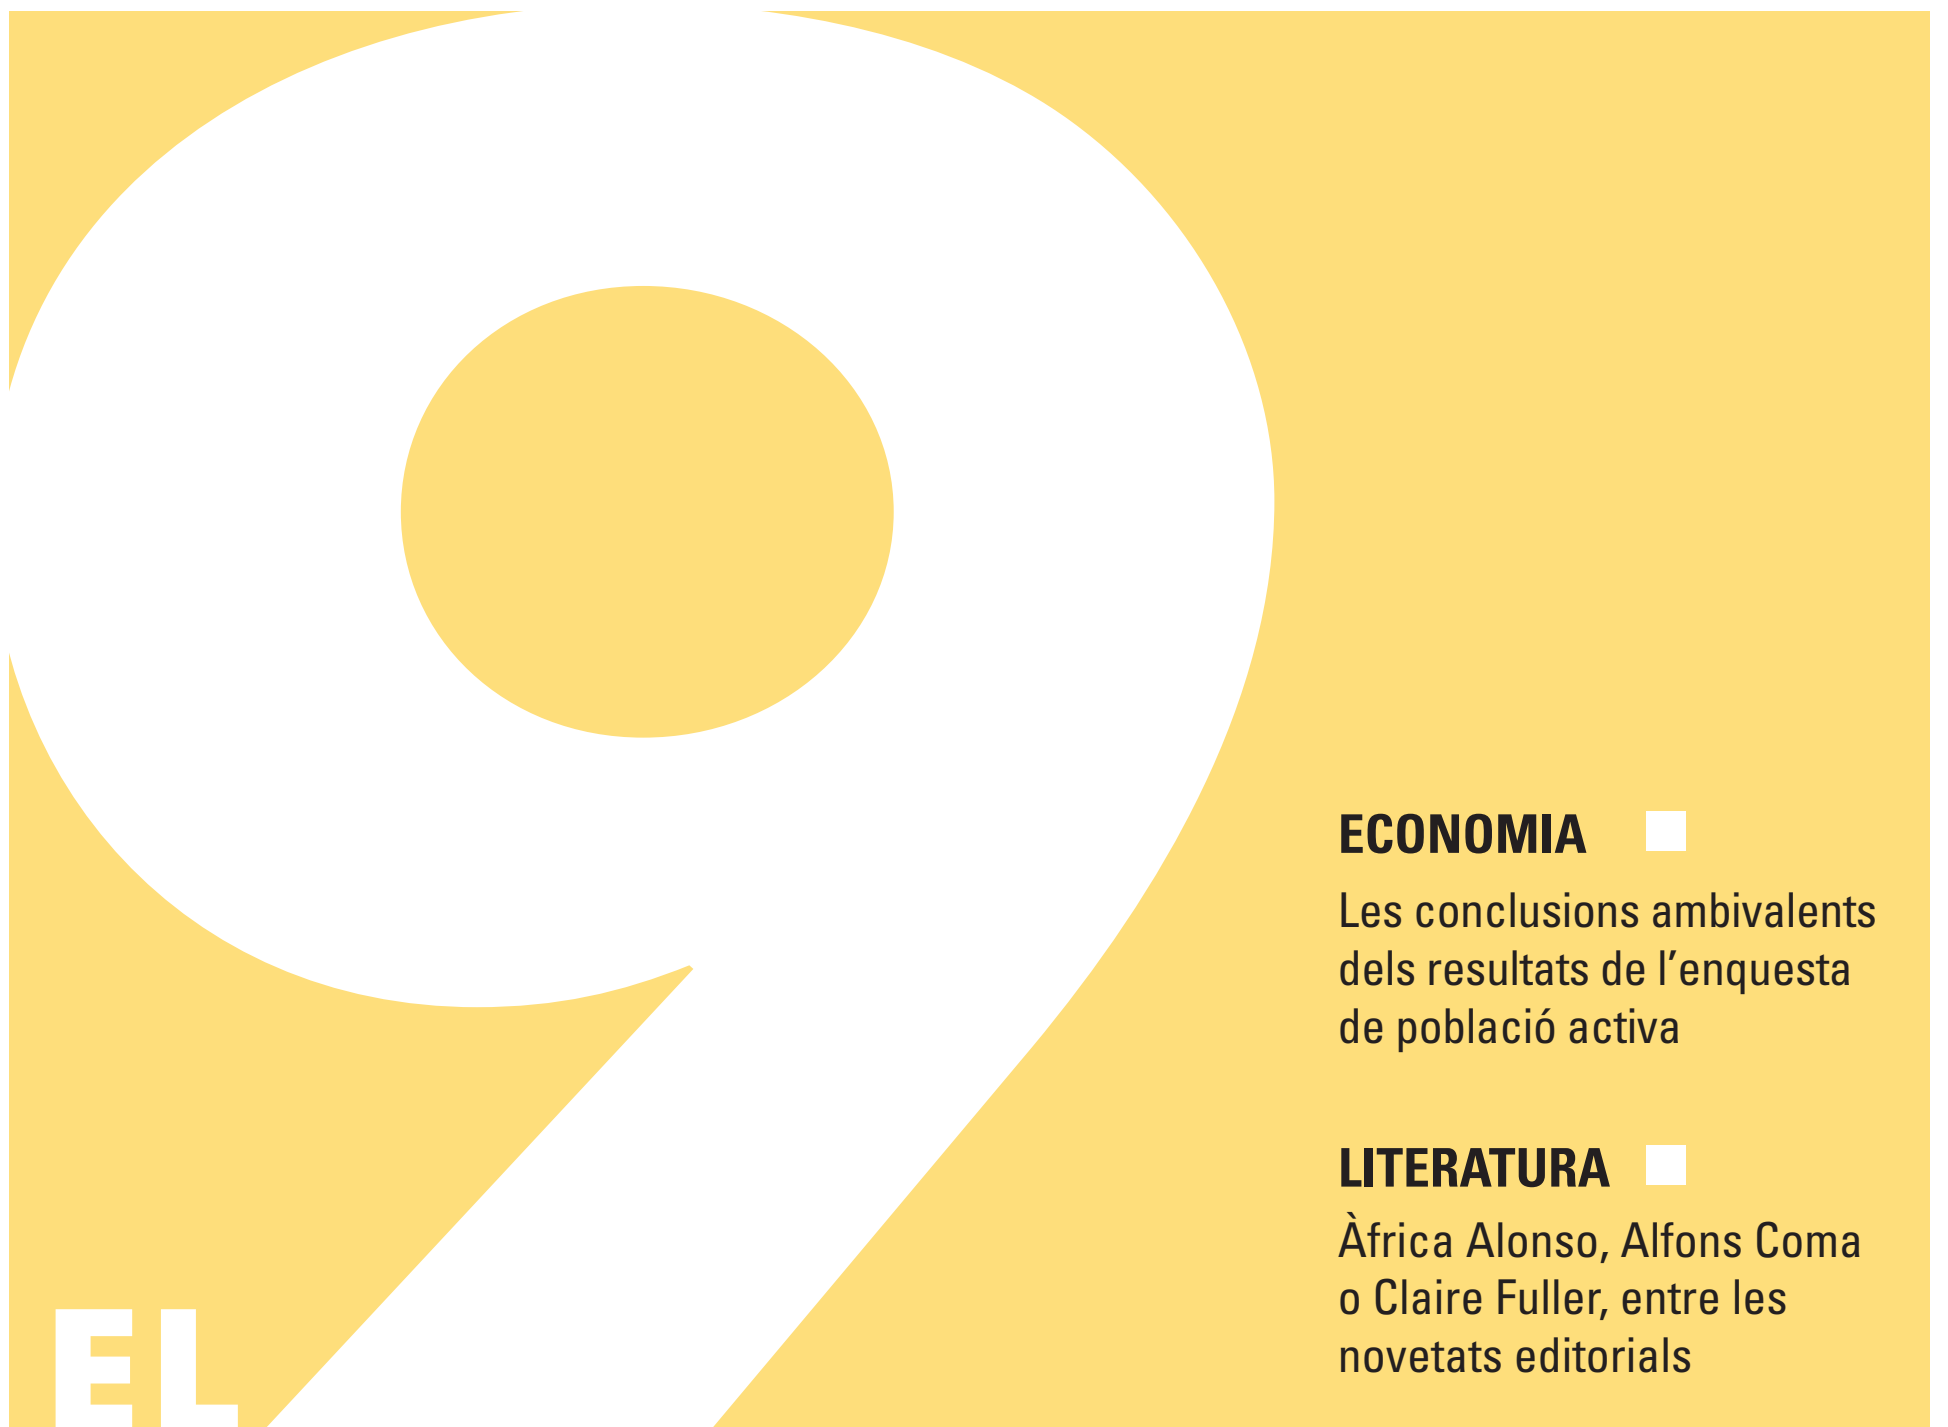 9
EL
ECONOMIA
Les conclusions ambivalents
dels resultats de l’enquesta
de població activa
LITERATURA
Àfrica Alonso, Alfons Coma
o Claire Fuller, entre les
novetats editorials